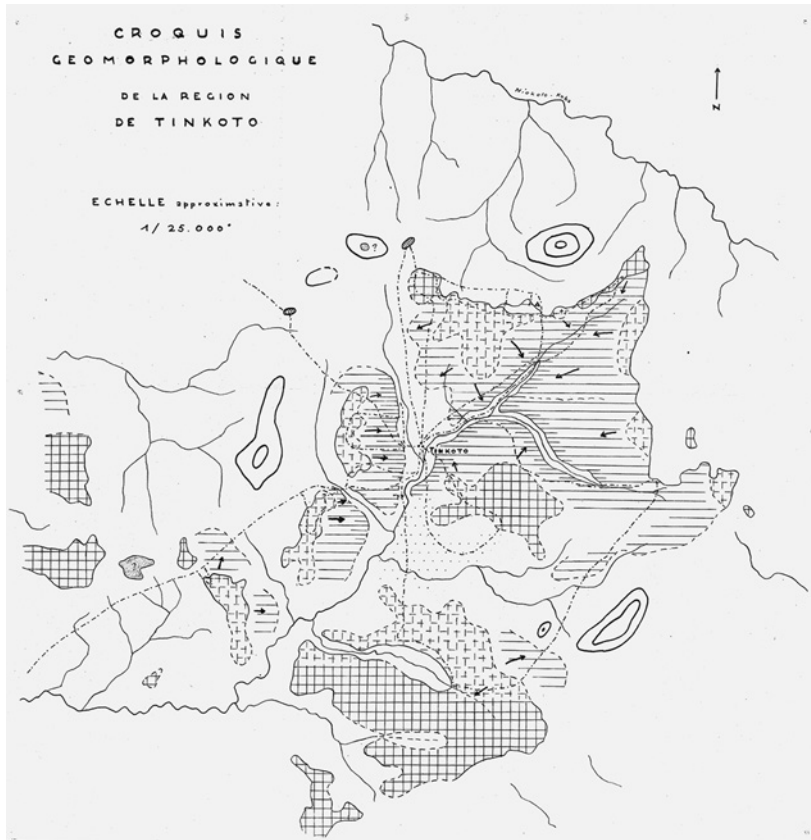 CROQUIS
GEOMORPHOLOGIQUE
DE LA REGION
DE TINKOTO
ECHELLE approximative :
1/ 25.000°
N
?
TINKOTO